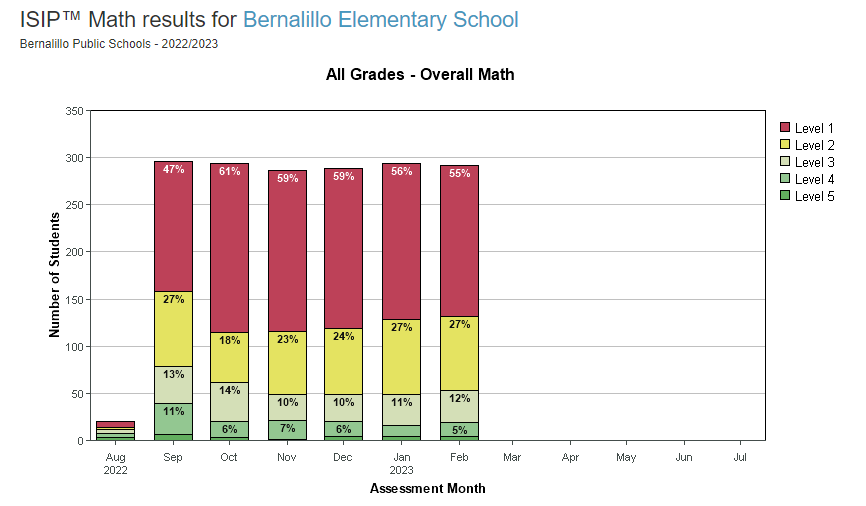 ISIP™ Math results for Bernalillo Elementary School
Bernalillo Public Schools - 2022/2023
All Grades - Overall Math
350
300
250
200
150
100
50
0
Number of Students
47% 61% 59% 59% 56% 55%
27% 18% 23% 24% 27% 27%
13% 14% 10% 10% 11% 12%
11% 6% 7% 6% 5%
Level 1
Level 2
Level 3
Level 4
Level 5
Aug Sep Oct Nov Dec Jan Feb Mar Apr May Jun Jul
2022 2023
Assessment Month